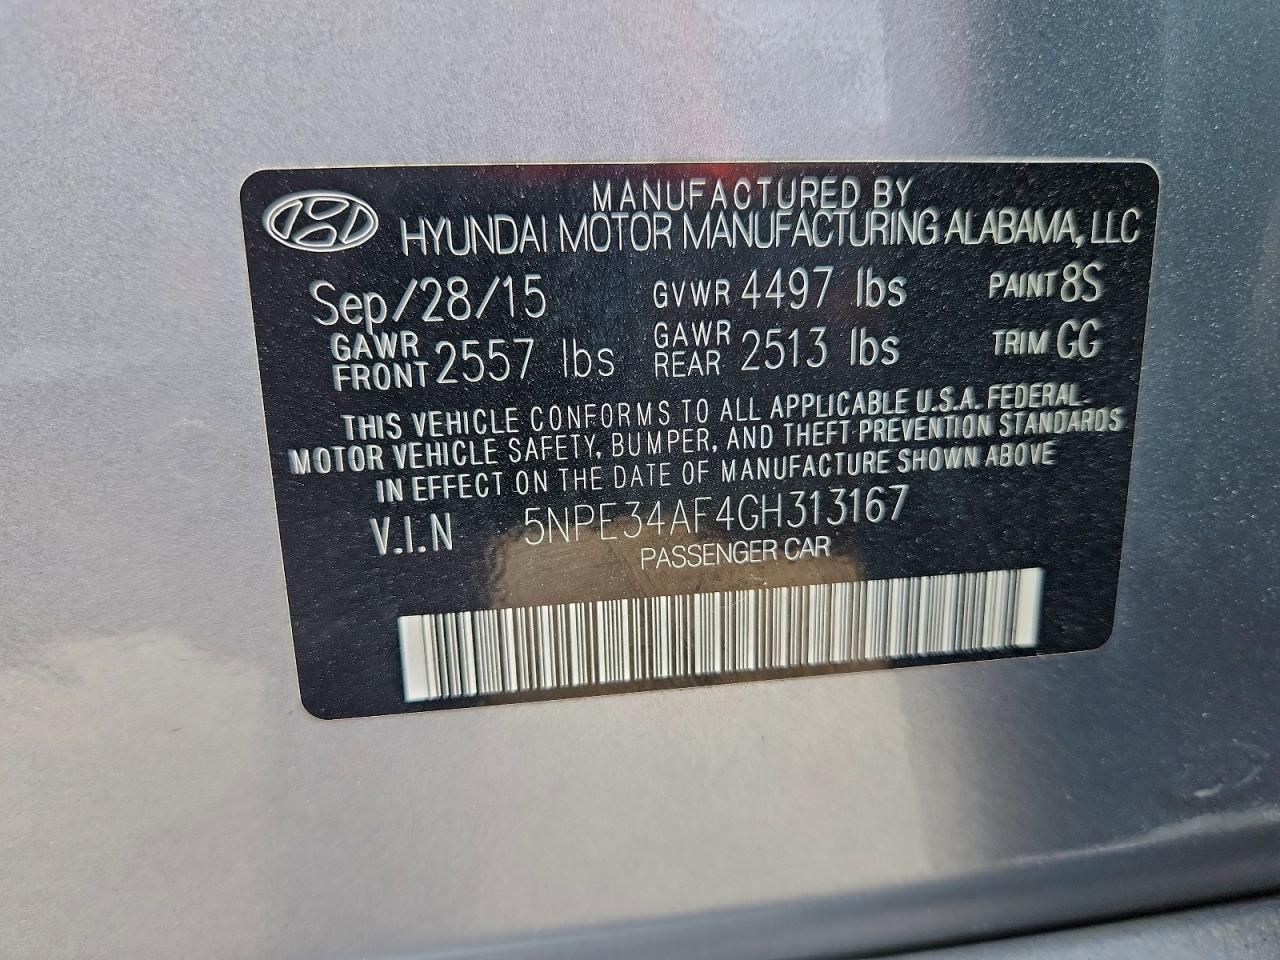 MANUFACTURED BY
HYUNDAI MOTOR MANUFACTURING ALABAMA, LLC
Sep/28/15 GVWR 4497 lbs PAINT 8S
GAWR FRONT 2557 lbs GAWR REAR 2513 lbs TRIM GG
THIS VEHICLE CONFORMS TO ALL APPLICABLE U.S.A. FEDERAL
MOTOR VEHICLE SAFETY, BUMPER, AND THEFT PREVENTION STANDARDS
IN EFFECT ON THE DATE OF MANUFACTURE SHOWN ABOVE
V.I.N 5NPE34AF4GH313167
PASSENGER CAR